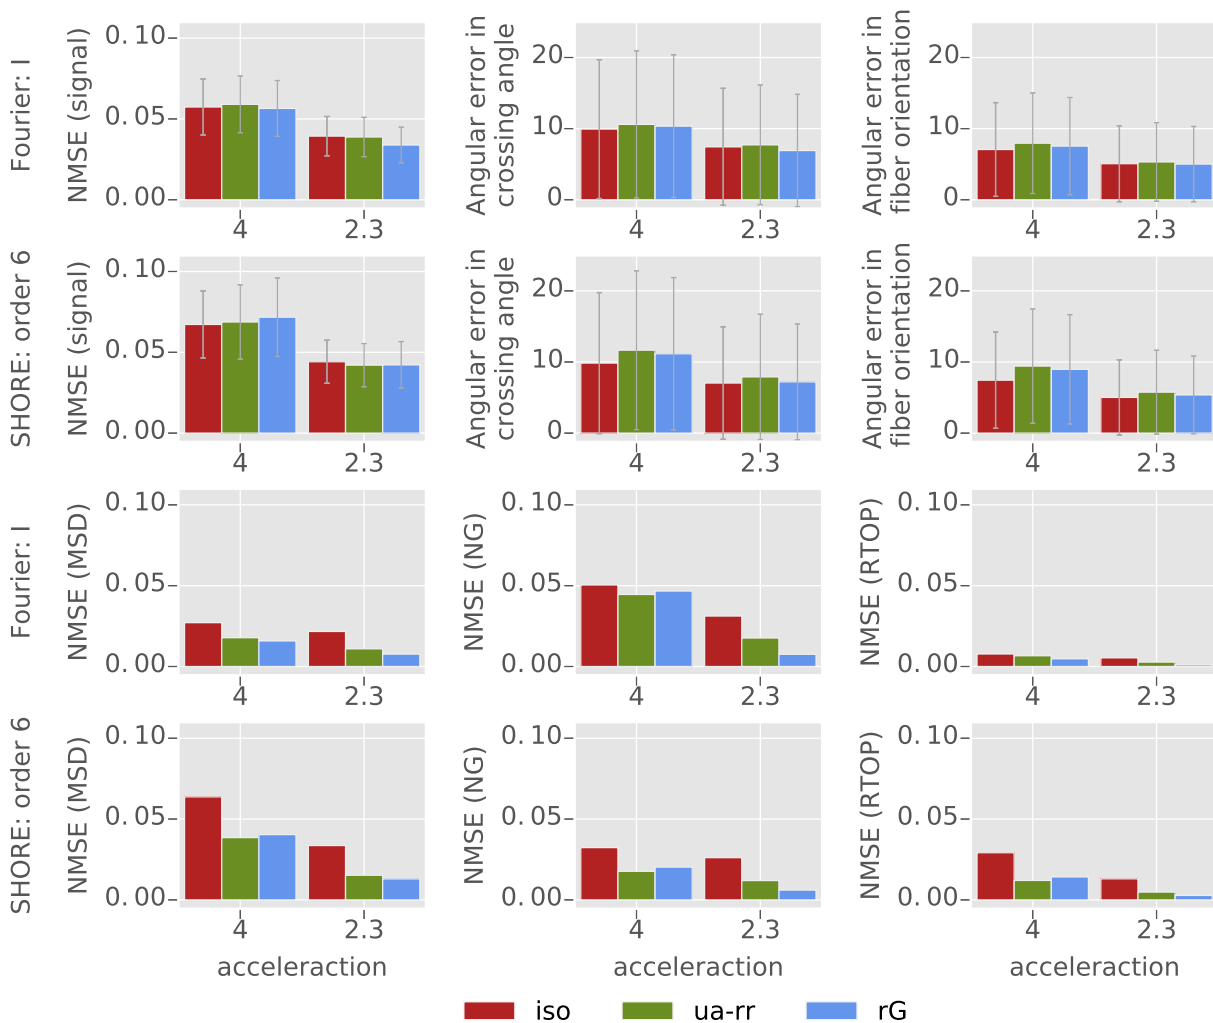 Fourier: I
NMSE (signal)
0.10
0.05
0.00
4 2.3
Angular error in
crossing angle
20
10
0
4 2.3
Angular error in
fiber orientation
20
10
0
4 2.3
SHORE: order 6
NMSE (signal)
0.10
0.05
0.00
4 2.3
Angular error in
crossing angle
20
10
0
4 2.3
Angular error in
fiber orientation
20
10
0
4 2.3
Fourier: I
NMSE (MSD)
0.10
0.05
0.00
4 2.3
NMSE (NG)
0.10
0.05
0.00
4 2.3
NMSE (RTOP)
0.10
0.05
0.00
4 2.3
SHORE: order 6
NMSE (MSD)
0.10
0.05
0.00
4 2.3
acceleraction
NMSE (NG)
0.10
0.05
0.00
4 2.3
acceleraction
NMSE (RTOP)
0.10
0.05
0.00
4 2.3
acceleraction
iso ua-rr rG